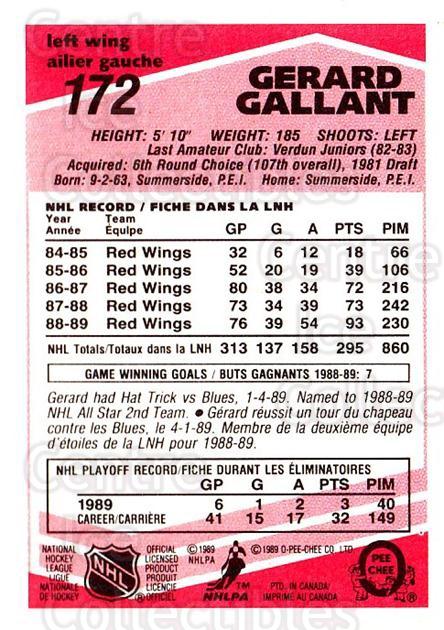 left wing
ailier gauche
172
GERARD
GALLANT
HEIGHT: 5' 10" WEIGHT: 185 SHOOTS: LEFT
Last Amateur Club: Verdun Juniors (82-83)
Acquired: 6th Round Choice (107th overall), 1981 Draft
Born: 9-2-63, Summerside, P.E.I. Home: Summerside, P.E.I.
NHL RECORD / FICHE DANS LA LNH
Year Team
Année Équipe GP G A PTS PIM
84-85 Red Wings 32 6 12 18 66
85-86 Red Wings 52 20 19 39 106
86-87 Red Wings 80 38 34 72 216
87-88 Red Wings 73 34 39 73 242
88-89 Red Wings 76 39 54 93 230
NHL Totals/Totaux dans la LNH 313 137 158 295 860
GAME WINNING GOALS / BUTS GAGNANTS 1988-89: 7
Gerard had Hat Trick vs Blues, 1-4-89. Named to 1988-89
NHL All Star 2nd Team. ● Gérard réussit un tour du chapeau
contre les Blues, le 4-1-89. Membre de la deuxième équipe
d'étoiles de la LNH pour 1988-89.
NHL PLAYOFF RECORD/FICHE DURANT LES ÉLIMINATOIRES
GP G A PTS PIM
1989 6 1 2 3 40
CAREER/CARRIÈRE 41 15 17 32 149
NATIONAL
HOCKEY
LEAGUE
LIGUE
NATIONALE
DE HOCKEY
NHL
OFFICIAL
LICENSED
PRODUCT
PRODUIT
OFFICIEL
®
© 1989
NHLPA
TM
NHLPA
© 1989 O-PEE-CHEE CO. LTD
PTD. IN CANADA/
IMPRIMÉ AU CANADA
O
PEE
CHEE
®
Centre Ice Collectibles